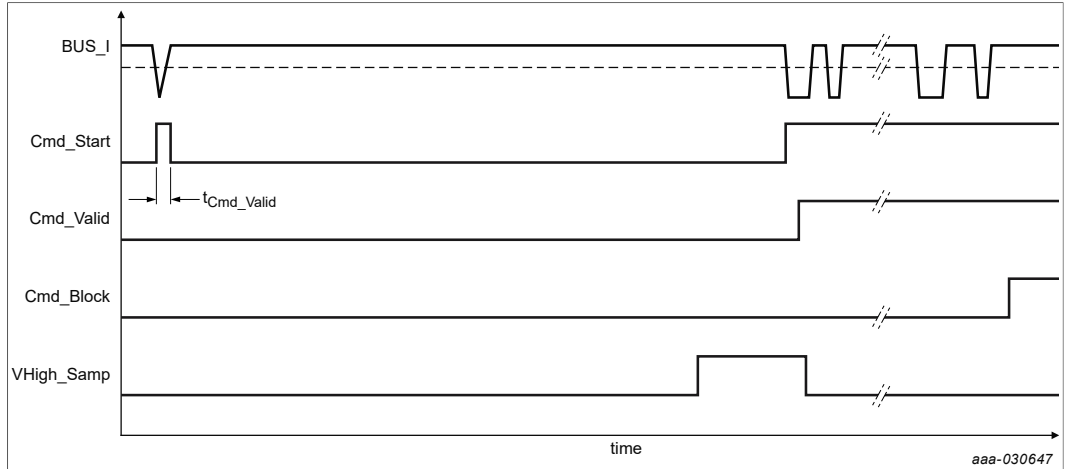 BUS_I
Cmd_Start
tCmd_Valid
Cmd_Valid
Cmd_Block
VHigh_Samp
time
aaa-030647